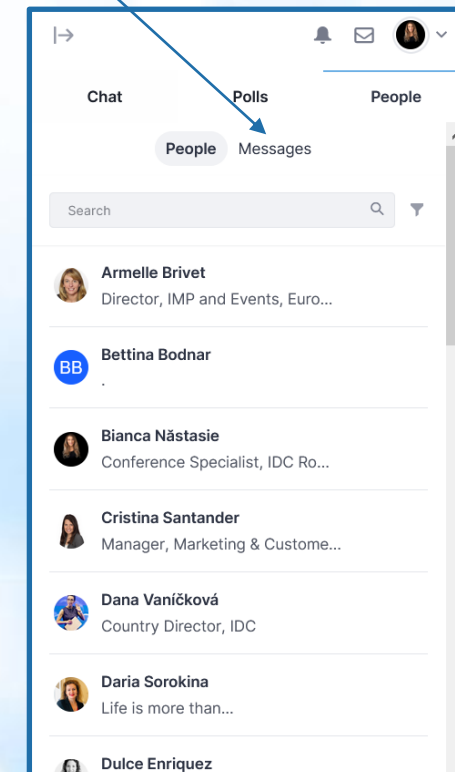 Chat Polls People
People Messages
Search
Armelle Brivet
Director, IMP and Events, Euro...
BB
Bettina Bodnar
.
Bianca Năstasie
Conference Specialist, IDC Ro...
Cristina Santander
Manager, Marketing & Custome...
Dana Vaníčková
Country Director, IDC
Daria Sorokina
Life is more than...
Dulce Enriquez